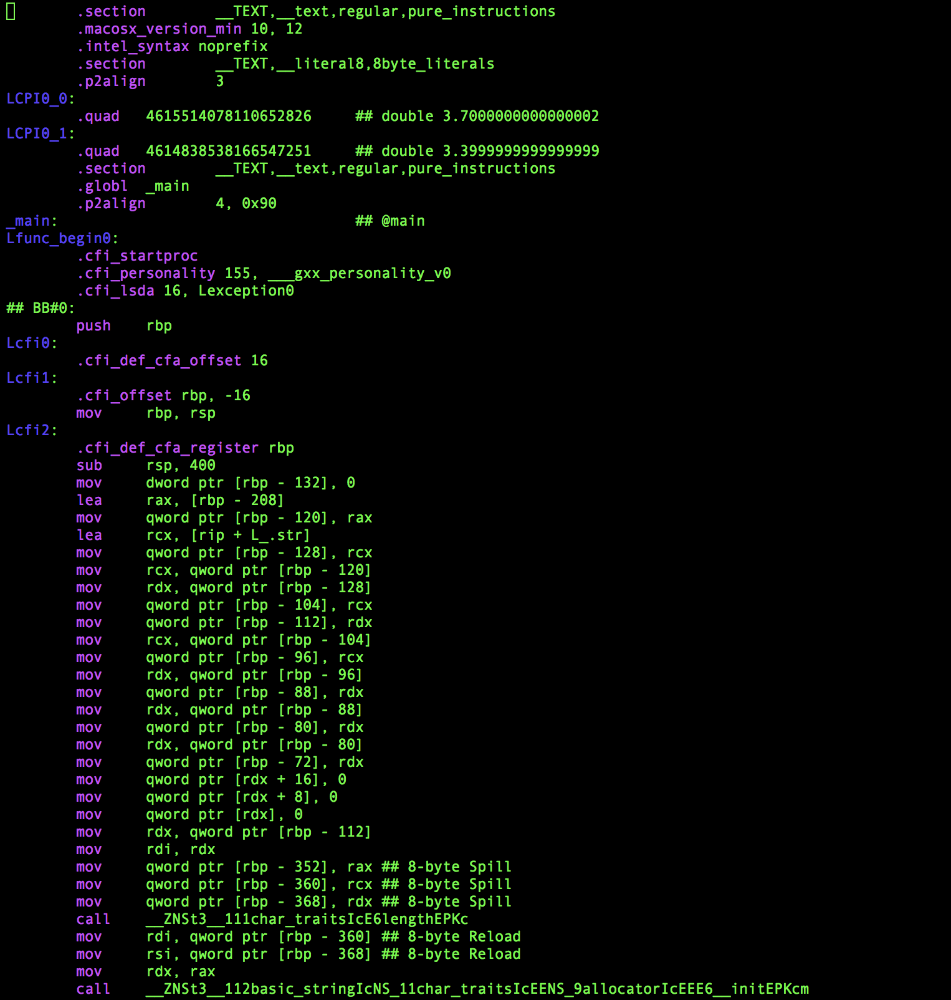 .section __TEXT,__text,regular,pure_instructions
.macosx_version_min 10, 12
.intel_syntax noprefix
.section __TEXT,__literal8,8byte_literals
.p2align 3
LCPI0_0:
.quad 4615514078110652826 ## double 3.7000000000000002
LCPI0_1:
.quad 4614838538166547251 ## double 3.3999999999999999
.section __TEXT,__text,regular,pure_instructions
.globl _main
.p2align 4, 0x90
_main: ## @main
Lfunc_begin0:
.cfi_startproc
.cfi_personality 155, ___gxx_personality_v0
.cfi_lsda 16, Lexception0
## BB#0:
push rbp
Lcfi0:
.cfi_def_cfa_offset 16
Lcfi1:
.cfi_offset rbp, -16
mov rbp, rsp
Lcfi2:
.cfi_def_cfa_register rbp
sub rsp, 400
mov dword ptr [rbp - 132], 0
lea rax, [rbp - 208]
mov qword ptr [rbp - 120], rax
lea rcx, [rip + L_.str]
mov qword ptr [rbp - 128], rcx
mov rcx, qword ptr [rbp - 120]
mov rdx, qword ptr [rbp - 128]
mov qword ptr [rbp - 104], rcx
mov qword ptr [rbp - 112], rdx
mov rcx, qword ptr [rbp - 104]
mov qword ptr [rbp - 96], rcx
mov rdx, qword ptr [rbp - 96]
mov qword ptr [rbp - 88], rdx
mov rdx, qword ptr [rbp - 88]
mov qword ptr [rbp - 80], rdx
mov rdx, qword ptr [rbp - 80]
mov qword ptr [rbp - 72], rdx
mov qword ptr [rdx + 16], 0
mov qword ptr [rdx + 8], 0
mov qword ptr [rdx], 0
mov rdx, qword ptr [rbp - 112]
mov rdi, rdx
mov qword ptr [rbp - 352], rax ## 8-byte Spill
mov qword ptr [rbp - 360], rcx ## 8-byte Spill
mov qword ptr [rbp - 368], rdx ## 8-byte Spill
call __ZNSt3__111char_traitsIcE6lengthEPKc
mov rdi, qword ptr [rbp - 360] ## 8-byte Reload
mov rsi, qword ptr [rbp - 368] ## 8-byte Reload
mov rdx, rax
call __ZNSt3__112basic_stringIcNS_11char_traitsIcEENS_9allocatorIcEEE6__initEPKcm